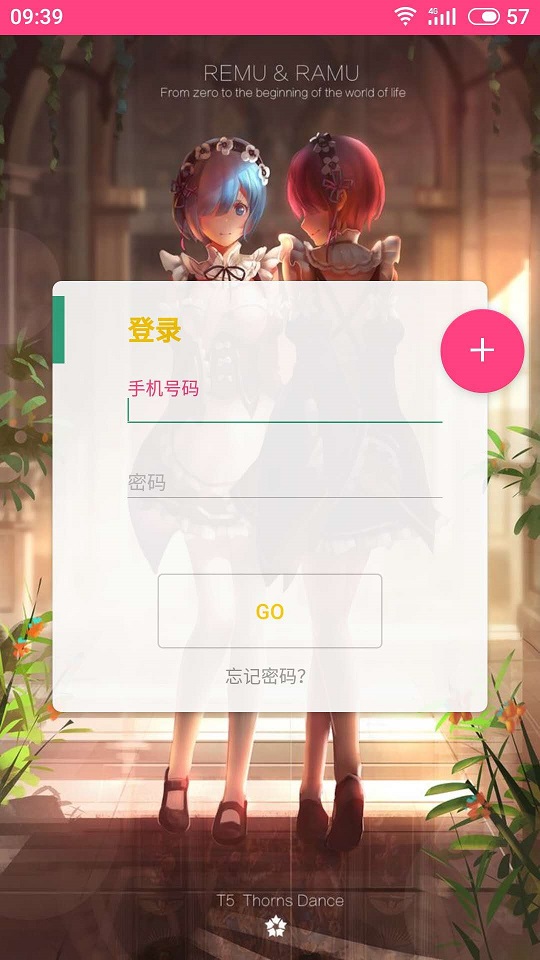 09:39
4G
57
REMU & RAMU
From zero to the beginning of the world of life
登录
手机号码
密码
GO
忘记密码?
T5 Thorns Dance